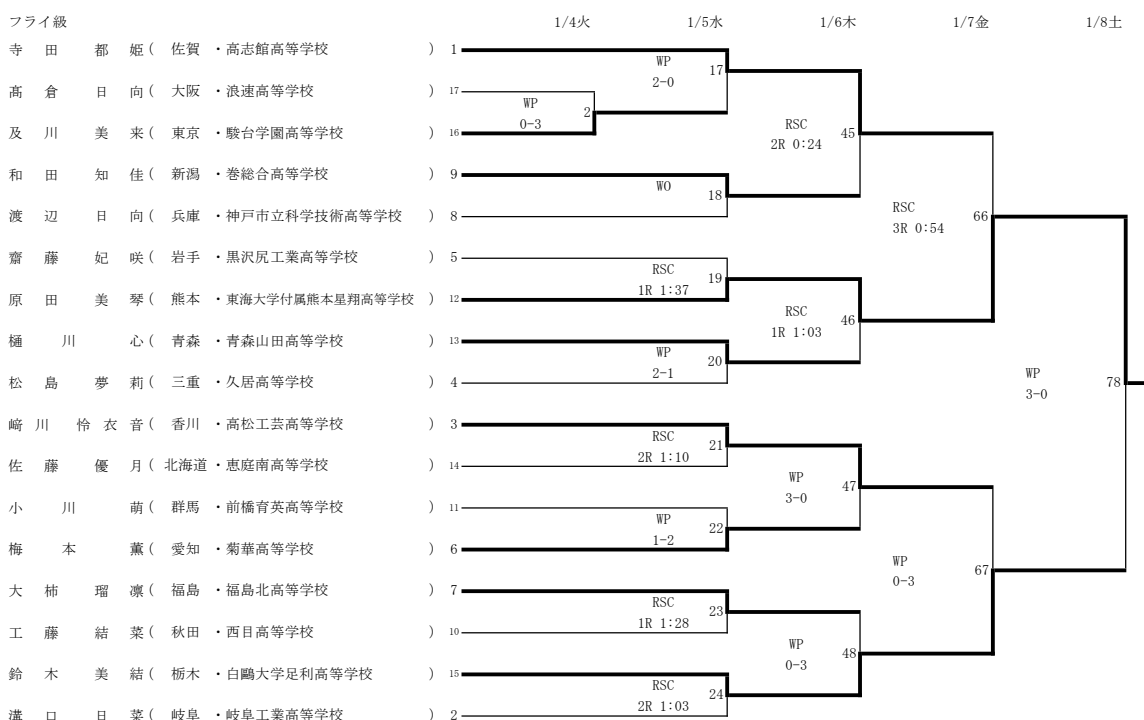 フライ級 1/4火 1/5水 1/6木 1/7金 1/8土
寺田都姫(佐賀・高志館高等学校) 1
WP 2-0 17
髙倉日向(大阪・浪速高等学校) 17
WP 0-3 2
及川美来(東京・駿台学園高等学校) 16
RSC 2R 0:24 45
和田知佳(新潟・巻総合高等学校) 9
WO 18
渡辺日向(兵庫・神戸市立科学技術高等学校) 8
RSC 3R 0:54 66
齋藤妃咲(岩手・黒沢尻工業高等学校) 5
RSC 1R 1:37 19
原田美琴(熊本・東海大学付属熊本星翔高等学校) 12
RSC 1R 1:03 46
樋川心(青森・青森山田高等学校) 13
WP 2-1 20
松島夢莉(三重・久居高等学校) 4
WP 3-0 78
﨑川怜衣音(香川・高松工芸高等学校) 3
RSC 2R 1:10 21
佐藤優月(北海道・恵庭南高等学校) 14
WP 3-0 47
小川萌(群馬・前橋育英高等学校) 11
WP 1-2 22
梅本薫(愛知・菊華高等学校) 6
WP 0-3 67
大柿瑠凛(福島・福島北高等学校) 7
RSC 1R 1:28 23
工藤結菜(秋田・西目高等学校) 10
WP 0-3 48
鈴木美結(栃木・白鷗大学足利高等学校) 15
RSC 2R 1:03 24
溝口日菜(岐阜・岐阜工業高等学校) 2